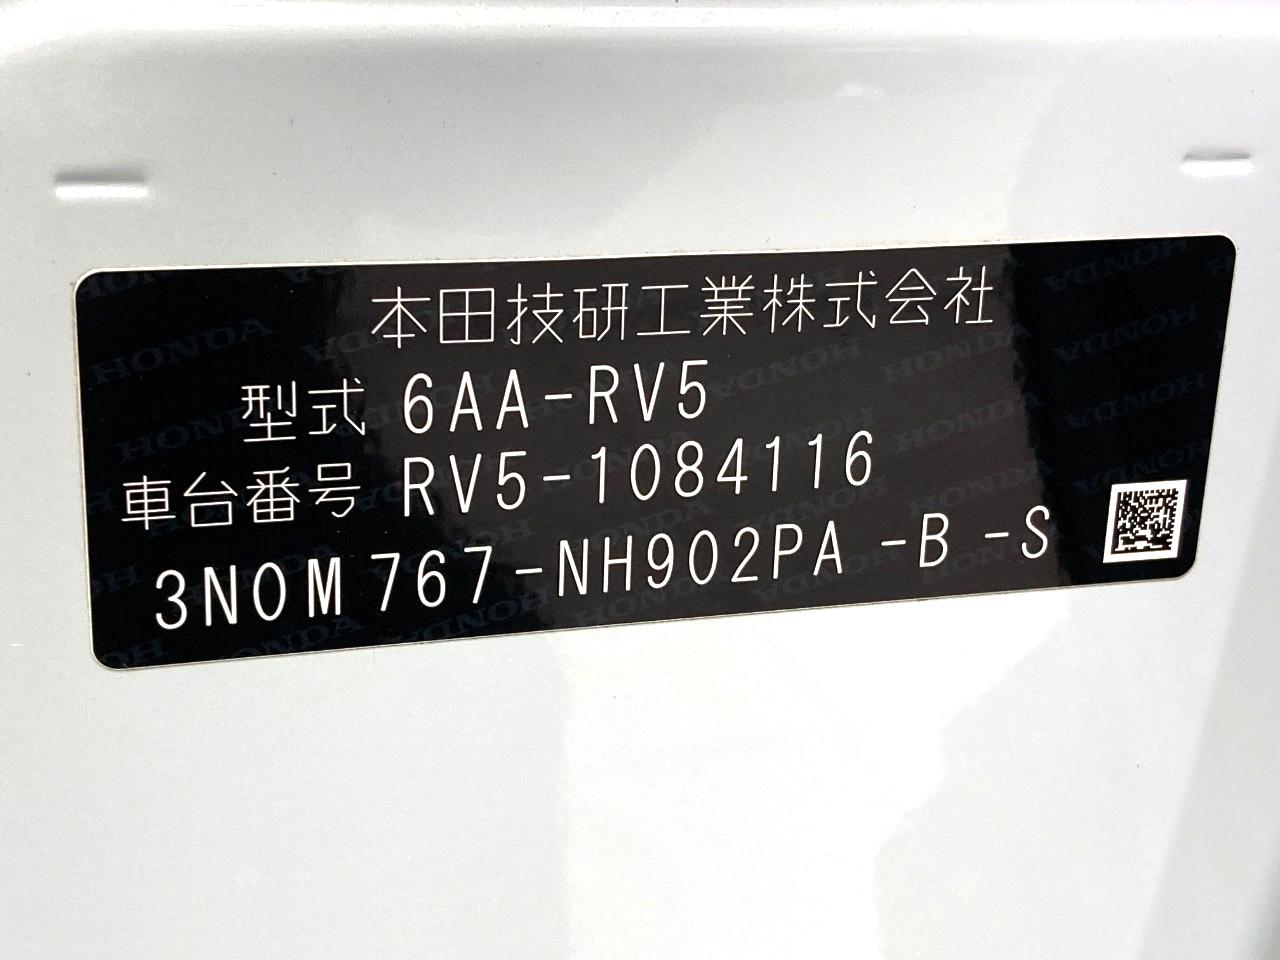 本田技研工業株式会社
型式 6AA-RV5
車台番号 RV5-1084116
3N0M 767-NH902PA -B -S